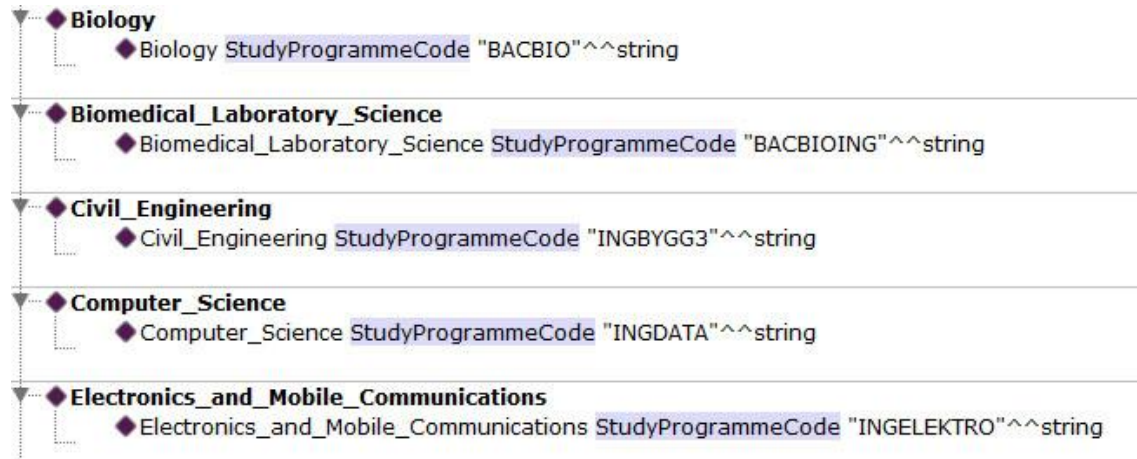 Biology
Biology StudyProgrammeCode "BACBIO"^^string
Biomedical_Laboratory_Science
Biomedical_Laboratory_Science StudyProgrammeCode "BACBIOING"^^string
Civil_Engineering
Civil_Engineering StudyProgrammeCode "INGBYGG3"^^string
Computer_Science
Computer_Science StudyProgrammeCode "INGDATA"^^string
Electronics_and_Mobile_Communications
Electronics_and_Mobile_Communications StudyProgrammeCode "INGELEKTRO"^^string